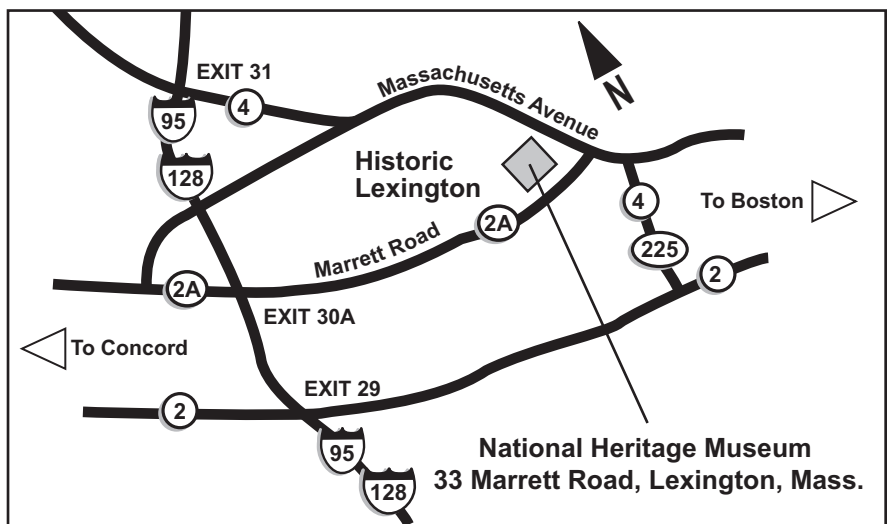 EXIT 31
Massachusetts Avenue
N
95
4
128
Historic
Lexington
4
To Boston
2A
Marrett Road
225
2
2A
EXIT 30A
To Concord
EXIT 29
2
95
128
National Heritage Museum
33 Marrett Road, Lexington, Mass.